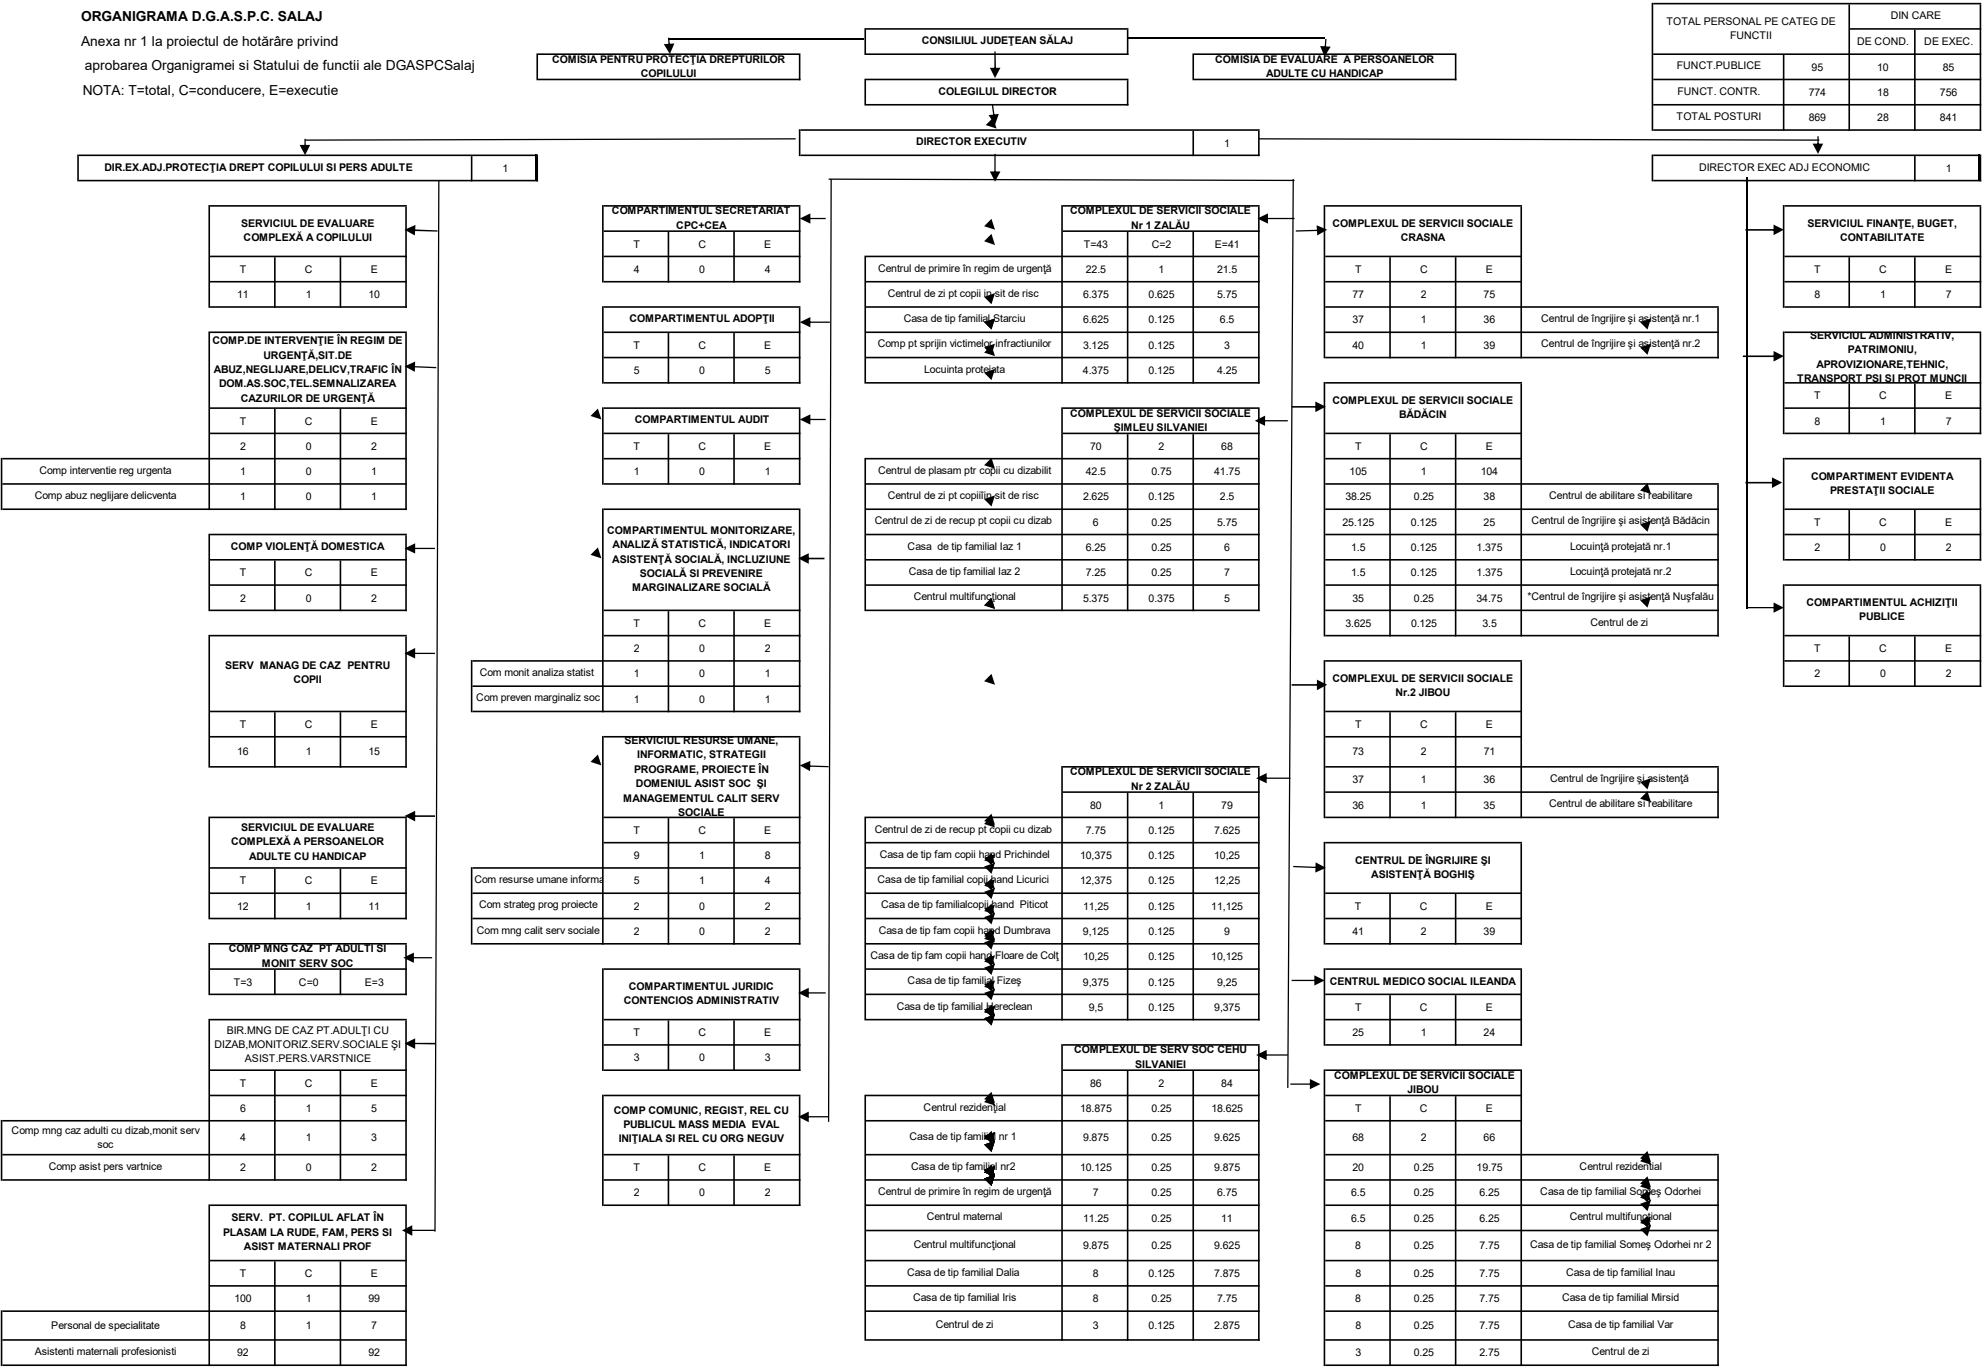 ORGANIGRAMA D.G.A.S.P.C. SALAJ
Anexa nr 1 la proiectul de hotărâre privind
aprobarea Organigramei si Statului de functii ale DGASPCSalaj
NOTA: T=total, C=conducere, E=executie
CONSILIUL JUDEŢEAN SĂLAJ
COMISIA PENTRU PROTECŢIA DREPTURILOR
COPILULUI
COMISIA DE EVALUARE A PERSOANELOR
ADULTE CU HANDICAP
COLEGIUL DIRECTOR
DIRECTOR EXECUTIV 1
TOTAL PERSONAL PE CATEG DE
FUNCTII
DIN CARE
DE COND. DE EXEC.
FUNCT.PUBLICE 95 10 85
FUNCT. CONTR. 774 18 756
TOTAL POSTURI 869 28 841
DIR.EX.ADJ.PROTECŢIA DREPT COPILULUI SI PERS ADULTE 1
DIRECTOR EXEC ADJ ECONOMIC 1
SERVICIUL DE EVALUARE
COMPLEXĂ A COPILULUI
T C E
11 1 10
COMP.DE INTERVENŢIE ÎN REGIM DE
URGENŢĂ,SIT.DE
ABUZ,NEGLIJARE,DELICV,TRAFIC ÎN
DOM.AS.SOC,TEL.SEMNALIZAREA
CAZURILOR DE URGENŢĂ
T C E
2 0 2
Comp interventie reg urgenta 1 0 1
Comp abuz neglijare delicventa 1 0 1
COMP VIOLENŢĂ DOMESTICA
T C E
2 0 2
SERV MANAG DE CAZ PENTRU
COPII
T C E
16 1 15
SERVICIUL DE EVALUARE
COMPLEXĂ A PERSOANELOR
ADULTE CU HANDICAP
T C E
12 1 11
COMP MNG CAZ PT ADULTI SI
MONIT SERV SOC
T=3 C=0 E=3
BIR.MNG DE CAZ PT.ADULŢI CU
DIZAB,MONITORIZ.SERV.SOCIALE ŞI
ASIST.PERS.VARSTNICE
T C E
6 1 5
Comp mng caz adulti cu dizab,monit serv
soc
4 1 3
Comp asist pers vartnice 2 0 2
SERV. PT. COPILUL AFLAT ÎN
PLASAM LA RUDE, FAM, PERS SI
ASIST MATERNALI PROF
T C E
100 1 99
Personal de specialitate 8 1 7
Asistenti maternali profesionisti 92 92
COMPARTIMENTUL SECRETARIAT
CPC+CEA
T C E
4 0 4
COMPARTIMENTUL ADOPŢII
T C E
5 0 5
COMPARTIMENTUL AUDIT
T C E
1 0 1
COMPARTIMENTUL MONITORIZARE,
ANALIZĂ STATISTICĂ, INDICATORI
ASISTENŢĂ SOCIALĂ, INCLUZIUNE
SOCIALĂ SI PREVENIRE
MARGINALIZARE SOCIALĂ
T C E
2 0 2
Com monit analiza statist 1 0 1
Com preven marginaliz soc 1 0 1
SERVICIUL RESURSE UMANE,
INFORMATIC, STRATEGII
PROGRAME, PROIECTE ÎN
DOMENIUL ASIST SOC ŞI
MANAGEMENTUL CALIT SERV
SOCIALE
T C E
9 1 8
Com resurse umane informa 5 1 4
Com strateg prog proiecte 2 0 2
Com mng calit serv sociale 2 0 2
COMPARTIMENTUL JURIDIC
CONTENCIOS ADMINISTRATIV
T C E
3 0 3
COMP COMUNIC, REGIST, REL CU
PUBLICUL MASS MEDIA EVAL
INIŢIALA SI REL CU ORG NEGUV
T C E
2 0 2
COMPLEXUL DE SERVICII SOCIALE
Nr 1 ZALĂU
T=43 C=2 E=41
Centrul de primire în regim de urgenţă 22.5 1 21.5
Centrul de zi pt copii in sit de risc 6.375 0.625 5.75
Casa de tip familial Starciu 6.625 0.125 6.5
Comp pt sprijin victimelor infractiunilor 3.125 0.125 3
Locuinta protejata 4.375 0.125 4.25
COMPLEXUL DE SERVICII SOCIALE
ŞIMLEU SILVANIEI
70 2 68
Centrul de plasam ptr copii cu dizabilit 42.5 0.75 41.75
Centrul de zi pt copiiîin sit de risc 2.625 0.125 2.5
Centrul de zi de recup pt copii cu dizab 6 0.25 5.75
Casa de tip familial Iaz 1 6.25 0.25 6
Casa de tip familial Iaz 2 7.25 0.25 7
Centrul multifuncţional 5.375 0.375 5
COMPLEXUL DE SERVICII SOCIALE
Nr 2 ZALĂU
80 1 79
Centrul de zi de recup pt copii cu dizab 7.75 0.125 7.625
Casa de tip fam copii hand Prichindel 10,375 0.125 10,25
Casa de tip familial copii hand Licurici 12,375 0.125 12,25
Casa de tip familialcopii hand Piticot 11,25 0.125 11,125
Casa de tip fam copii hand Dumbrava 9,125 0.125 9
Casa de tip fam copii hand Floare de Colţ 10,25 0.125 10,125
Casa de tip familial Fizeş 9,375 0.125 9,25
Casa de tip familial Hereclean 9,5 0.125 9,375
COMPLEXUL DE SERV SOC CEHU
SILVANIEI
86 2 84
Centrul rezidenţial 18.875 0.25 18.625
Casa de tip familial nr 1 9.875 0.25 9.625
Casa de tip familial nr2 10.125 0.25 9.875
Centrul de primire în regim de urgenţă 7 0.25 6.75
Centrul maternal 11.25 0.25 11
Centrul multifuncţional 9.875 0.25 9.625
Casa de tip familial Dalia 8 0.125 7.875
Casa de tip familial Iris 8 0.25 7.75
Centrul de zi 3 0.125 2.875
COMPLEXUL DE SERVICII SOCIALE
CRASNA
T C E
77 2 75
37 1 36 Centrul de îngrijire şi asistenţă nr.1
40 1 39 Centrul de îngrijire şi asistenţă nr.2
COMPLEXUL DE SERVICII SOCIALE
BĂDĂCIN
T C E
105 1 104
38.25 0.25 38 Centrul de abilitare si reabilitare
25.125 0.125 25 Centrul de îngrijire şi asistenţă Bădăcin
1.5 0.125 1.375 Locuinţă protejată nr.1
1.5 0.125 1.375 Locuinţă protejată nr.2
35 0.25 34.75 *Centrul de îngrijire şi asistenţă Nuşfalău
3.625 0.125 3.5 Centrul de zi
COMPLEXUL DE SERVICII SOCIALE
Nr.2 JIBOU
T C E
73 2 71
37 1 36 Centrul de îngrijire şi asistenţă
36 1 35 Centrul de abilitare si reabilitare
CENTRUL DE ÎNGRIJIRE ŞI
ASISTENŢĂ BOGHIŞ
T C E
41 2 39
CENTRUL MEDICO SOCIAL ILEANDA
T C E
25 1 24
COMPLEXUL DE SERVICII SOCIALE
JIBOU
T C E
68 2 66
20 0.25 19.75 Centrul rezidential
6.5 0.25 6.25 Casa de tip familial Someş Odorhei
6.5 0.25 6.25 Centrul multifunţional
8 0.25 7.75 Casa de tip familial Someş Odorhei nr 2
8 0.25 7.75 Casa de tip familial Inau
8 0.25 7.75 Casa de tip familial Mirsid
8 0.25 7.75 Casa de tip familial Var
3 0.25 2.75 Centrul de zi
SERVICIUL FINANŢE, BUGET,
CONTABILITATE
T C E
8 1 7
SERVICIUL ADMINISTRATIV,
PATRIMONIU,
APROVIZIONARE,TEHNIC,
TRANSPORT PSI SI PROT MUNCII
T C E
8 1 7
COMPARTIMENT EVIDENTA
PRESTAŢII SOCIALE
T C E
2 0 2
COMPARTIMENTUL ACHIZIŢII
PUBLICE
T C E
2 0 2